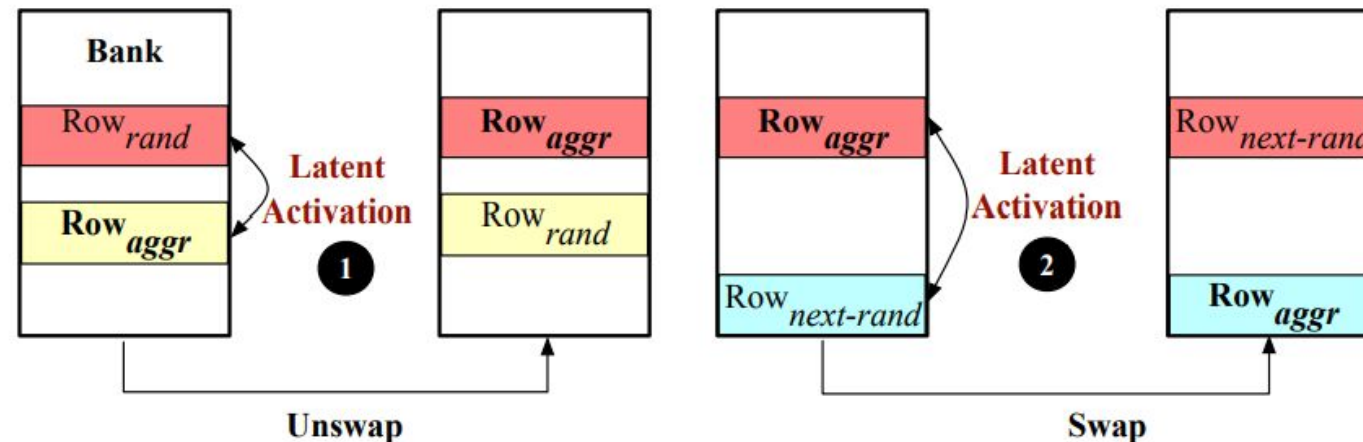 Bank
Row rand
Row aggr
Latent
Activation
1
Row aggr
Row rand
Unswap
Row aggr
Row next-rand
Latent
Activation
2
Row next-rand
Row aggr
Swap